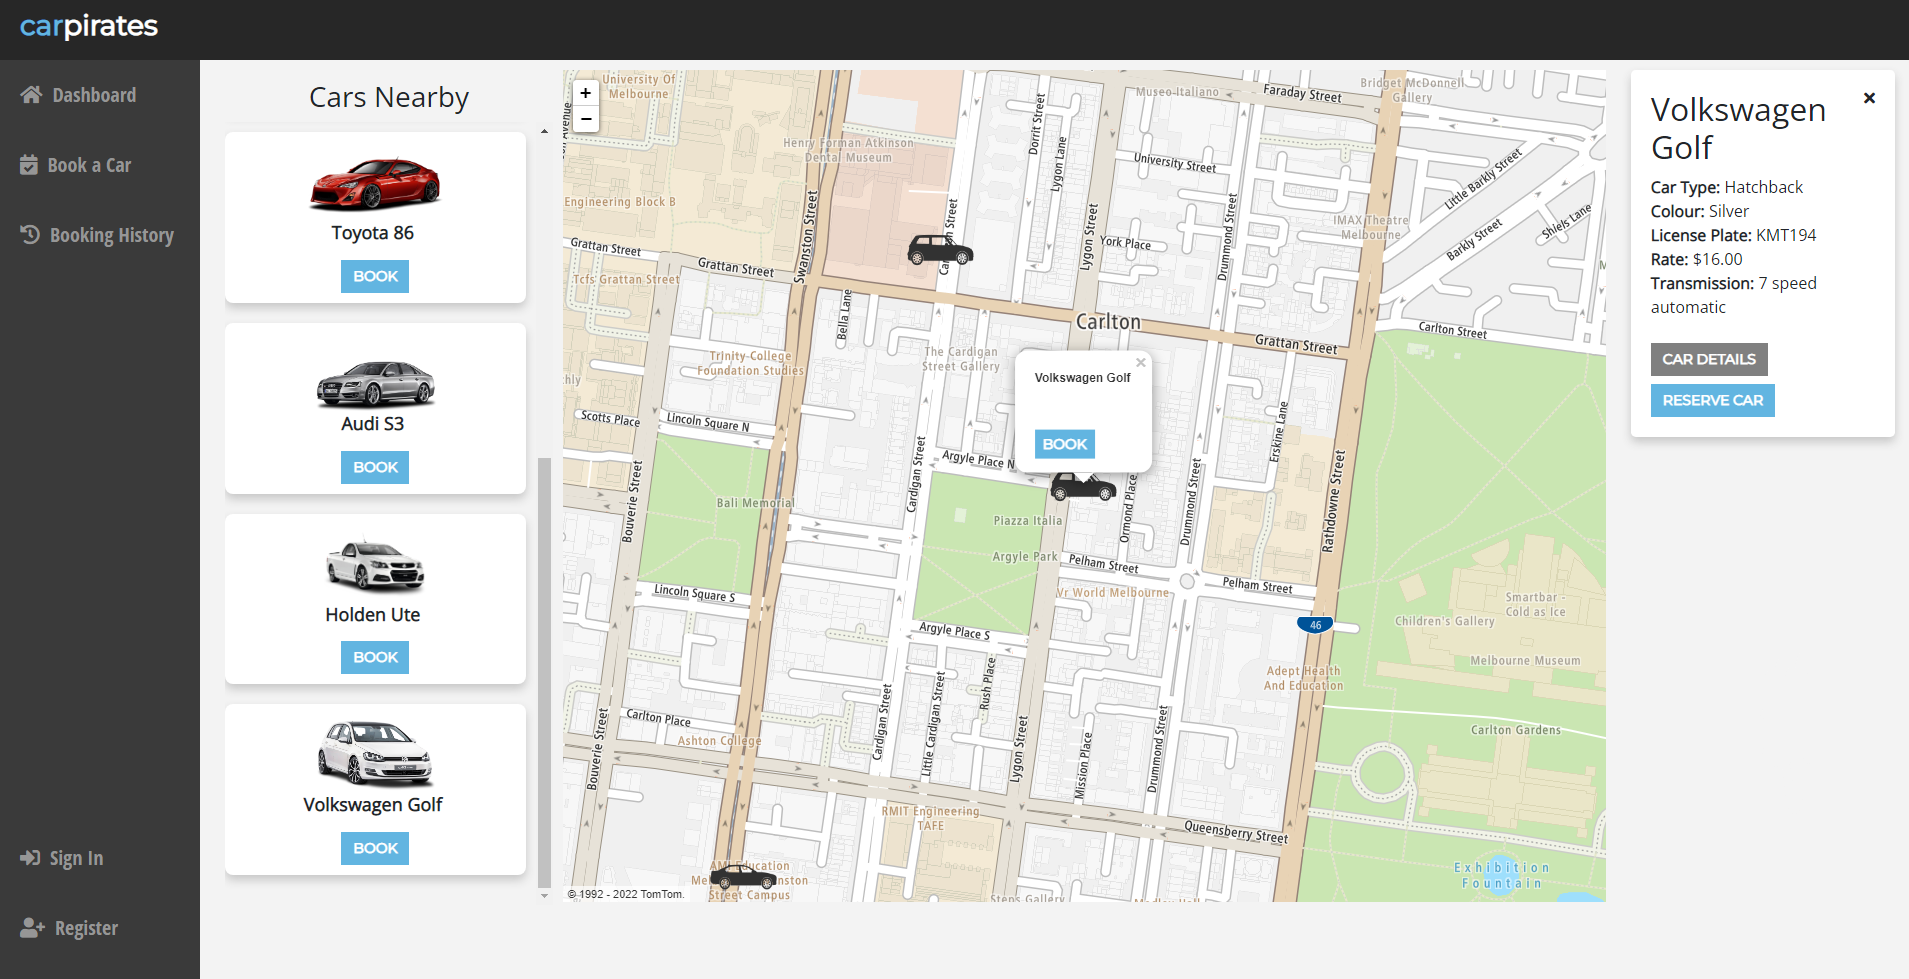 carpirates
Dashboard
Book a Car
Booking History
Sign In
Register
Cars Nearby
Toyota 86
BOOK
Audi S3
BOOK
Holden Ute
BOOK
Volkswagen Golf
BOOK
+
−
University Of
Melbourne
Henry Forman Atkinson
Dental Museum
Engineering Block B
Grattan Street
Tcfs Grattan Street
Grattan Street
Swanston Street
Bella Lane
Trinity College
Foundation Studies
The Cardigan
Street Gallery
Scotts Place
Lincoln Square N
Bouverie Street
Bali Memorial
Lincoln Square S
Cardigan Street
Argyle Place N
Piazza Italia
Argyle Park
Argyle Place S
Carlton Place
Ashton College
Bouverie Street
Cardigan Street
Little Cardigan Street
Rush Place
Lygon Street
Mission Place
Drummond Street
RMIT Engineering
TAFE
Queensberry Street
Museo Italiano
Faraday Street
Bridget McDonnell
Gallery
Dorrit Street
Lygon Lane
University Street
Lygon Street
York Place
Drummond Street
IMAX Theatre
Melbourne
Little Barkly Street
Barkly Street
Shiels Lane
Carlton
Grattan Street
Carlton Street
Volkswagen Golf
×
BOOK
Erskine Lane
Ormond Place
Drummond Street
Rathdowne Street
Pelham Street
Vr World Melbourne
Pelham Street
46
Adept Health
And Education
Smartbar -
Cold as Ice
Children's Gallery
Melbourne Museum
Carlton Gardens
Exhibition
Fountain
Street Campus
© 1992 - 2022 TomTom.
Volkswagen
Golf
×
Car Type: Hatchback
Colour: Silver
License Plate: KMT194
Rate: $16.00
Transmission: 7 speed
automatic
CAR DETAILS
RESERVE CAR